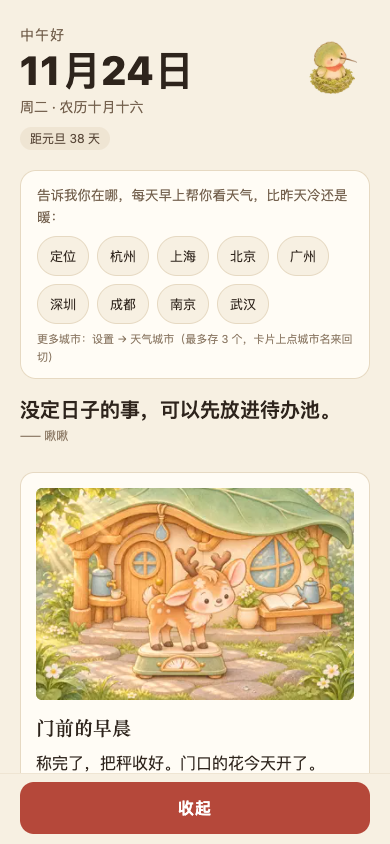 中午好
11月24日
周二 · 农历十月十六
距元旦 38 天
告诉我你在哪，每天早上帮你看天气，比昨天冷还是
暖：
定位 杭州 上海 北京 广州
深圳 成都 南京 武汉
更多城市：设置 → 天气城市（最多存 3 个，卡片上点城市名来回
切）
没定日子的事，可以先放进待办池。
—— 啾啾
门前的早晨
称完了，把秤收好。门口的花今天开了。
收起